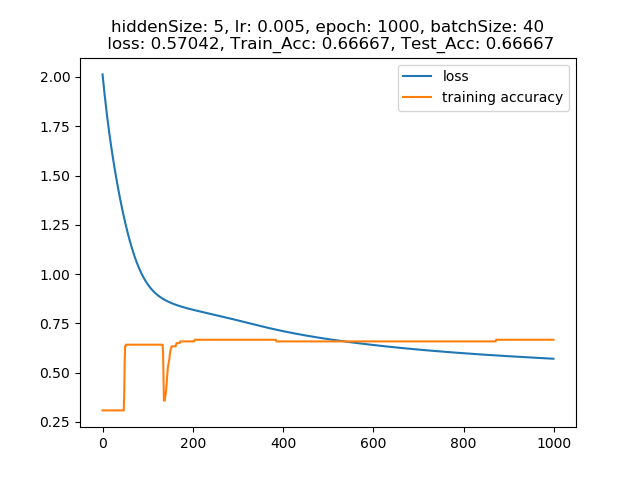 hiddenSize: 5, lr: 0.005, epoch: 1000, batchSize: 40
loss: 0.57042, Train_Acc: 0.66667, Test_Acc: 0.66667
loss
training accuracy
2.00
1.75
1.50
1.25
1.00
0.75
0.50
0.25
0 200 400 600 800 1000